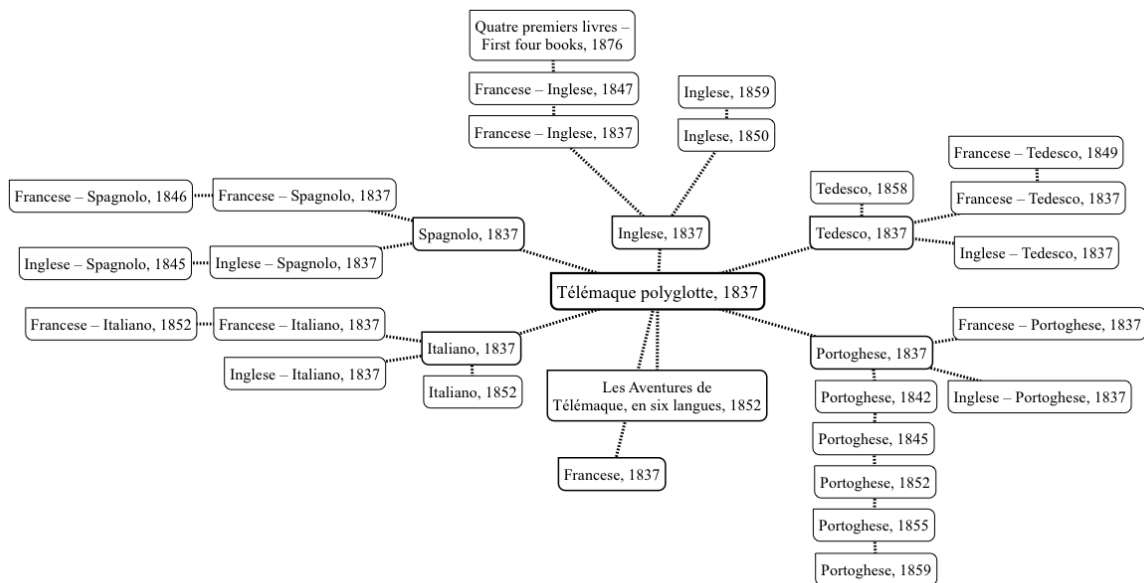 Quatre premiers livres –
First four books, 1876
Francese – Inglese, 1847
Inglese, 1859
Francese – Inglese, 1837
Inglese, 1850
Francese – Tedesco, 1849
Francese – Spagnolo, 1846
Francese – Spagnolo, 1837
Tedesco, 1858
Francese – Tedesco, 1837
Spagnolo, 1837
Inglese, 1837
Tedesco, 1837
Inglese – Spagnolo, 1845
Inglese – Spagnolo, 1837
Inglese – Tedesco, 1837
Télémaque polyglotte, 1837
Francese – Italiano, 1852
Francese – Italiano, 1837
Francese – Portoghese, 1837
Italiano, 1837
Portoghese, 1837
Inglese – Italiano, 1837
Italiano, 1852
Les Aventures de
Télémaque, en six langues, 1852
Portoghese, 1842
Inglese – Portoghese, 1837
Portoghese, 1845
Francese, 1837
Portoghese, 1852
Portoghese, 1855
Portoghese, 1859